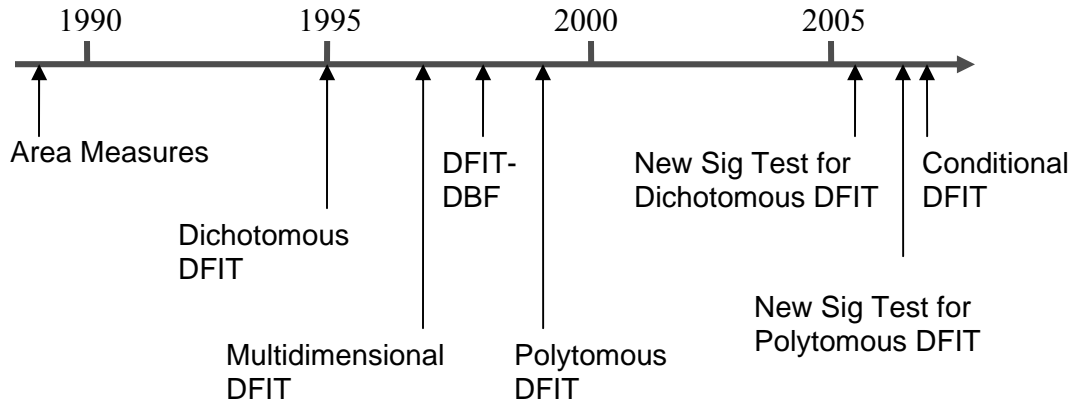 1990 1995 2000 2005
Area Measures
Dichotomous
DFIT
Multidimensional
DFIT
DFIT-
DBF
Polytomous
DFIT
New Sig Test for
Dichotomous DFIT
New Sig Test for
Polytomous DFIT
Conditional
DFIT